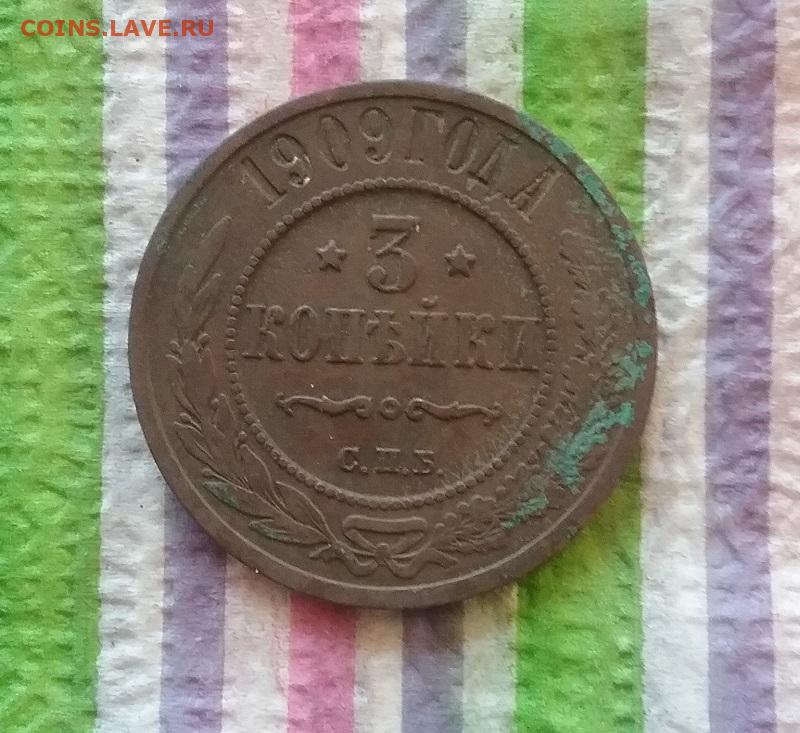 COINS.LAVE.RU
1909 ГОДА
3
КОПѢЙКИ
С.П.Б.